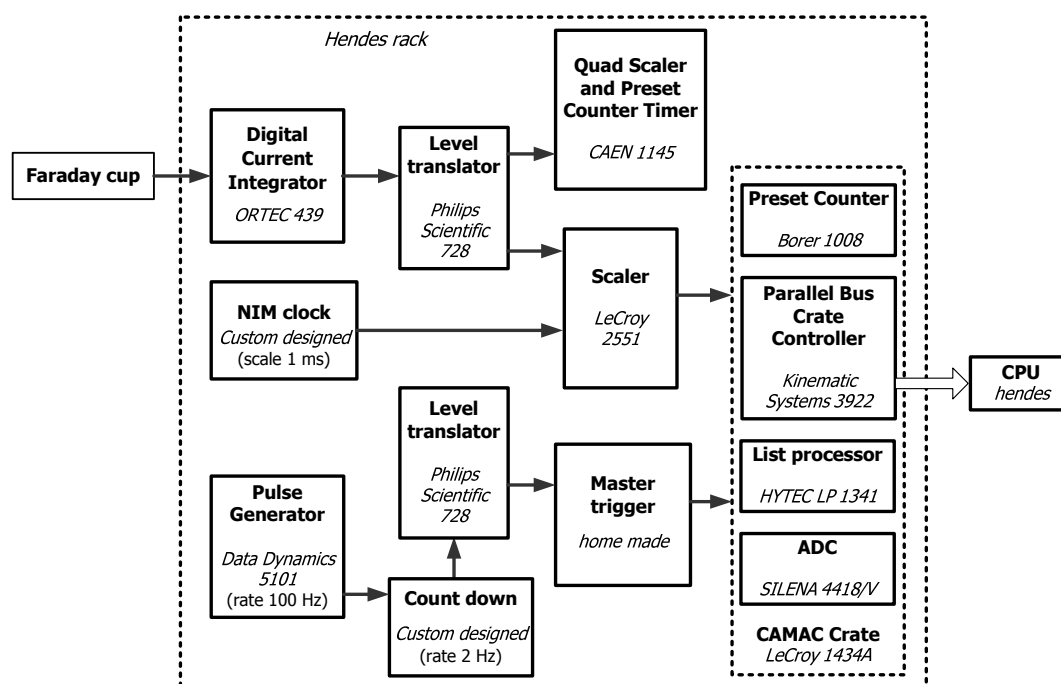 Hendes rack
Faraday cup
Digital
Current
Integrator
ORTEC 439
Level
translator
Philips
Scientific
728
Quad Scaler
and Preset
Counter Timer
CAEN 1145
NIM clock
Custom designed
(scale 1 ms)
Scaler
LeCroy
2551
Pulse
Generator
Data Dynamics
5101
(rate 100 Hz)
Level
translator
Philips
Scientific
728
Count down
Custom designed
(rate 2 Hz)
Master
trigger
home made
Preset Counter
Borer 1008
Parallel Bus
Crate
Controller
Kinematic
Systems 3922
List processor
HYTEC LP 1341
ADC
SILENA 4418/V
CAMAC Crate
LeCroy 1434A
CPU
hendes